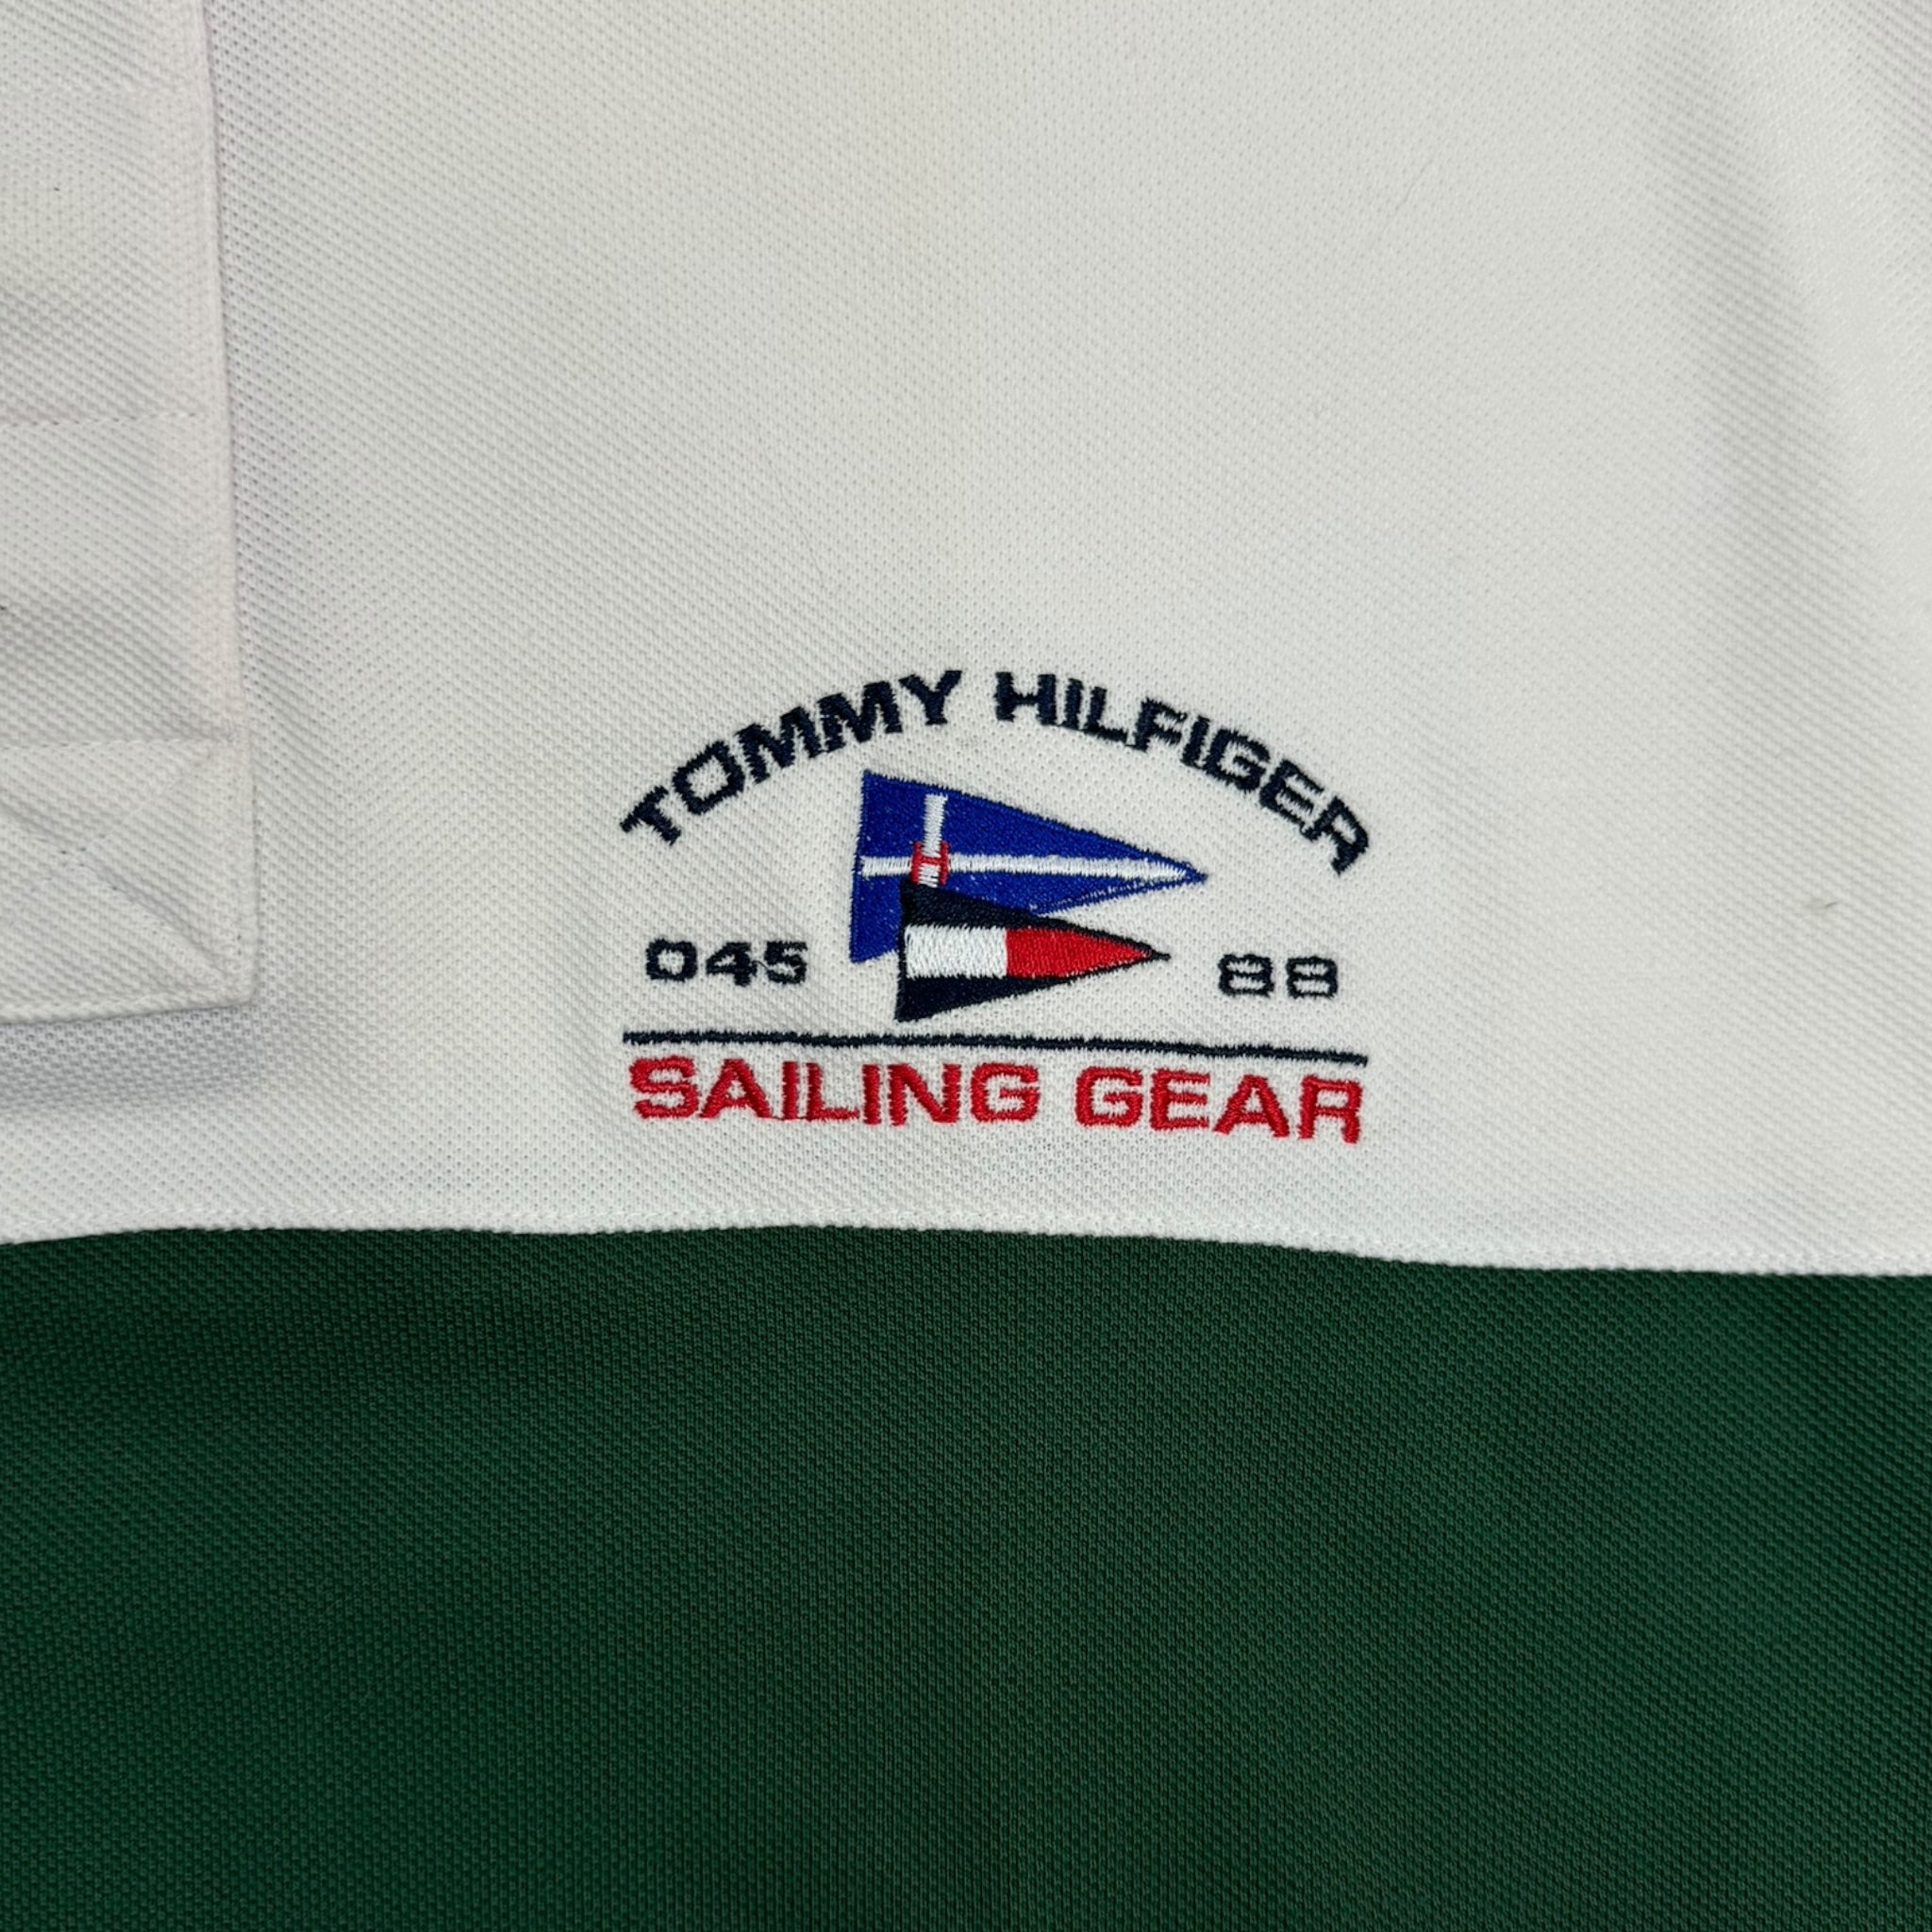 TOMMY HILFIGER
045 88
SAILING GEAR